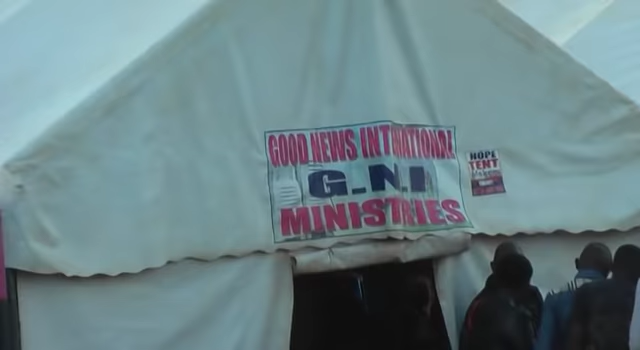 GOOD NEWS INTERNATIONAL
G.N.I
MINISTRIES
HOPE
TENT